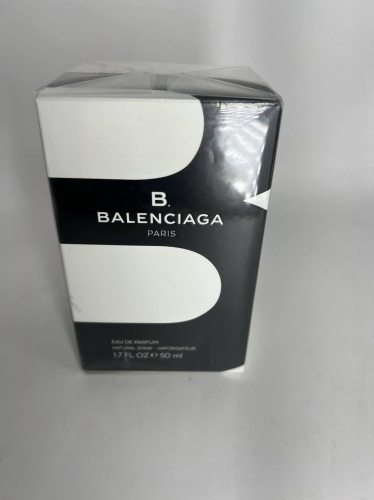 B.
BALENCIAGA
PARIS
EAU DE PARFUM
NATURAL SPRAY - VAPORISATEUR
1.7 FL OZ ℮ 50 ml